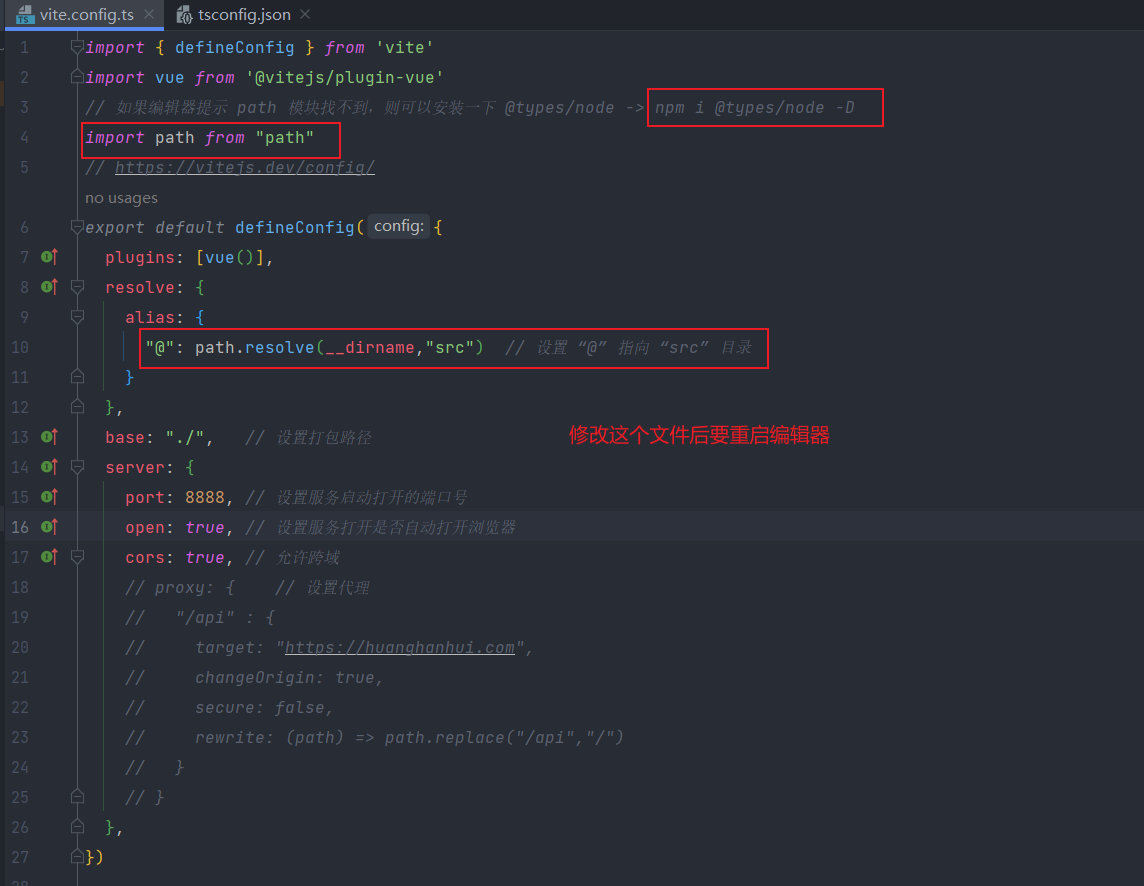 vite.config.ts
tsconfig.json
1 import { defineConfig } from 'vite'
2 import vue from '@vitejs/plugin-vue'
3 // 如果编辑器提示 path 模块找不到,则可以安装一下 @types/node -> npm i @types/node -D
4 import path from "path"
5 // https://vitejs.dev/config/
no usages
6 export default defineConfig( config: {
7 plugins: [vue()],
8 resolve: {
9 alias: {
10 "@": path.resolve(__dirname,"src") // 设置 “@” 指向 “src” 目录
11 }
12 },
13 base: "./", // 设置打包路径
修改这个文件后要重启编辑器
14 server: {
15 port: 8888, // 设置服务启动打开的端口号
16 open: true, // 设置服务打开是否自动打开浏览器
17 cors: true, // 允许跨域
18 // proxy: { // 设置代理
19 // "/api" : {
20 // target: "https://huanghanhui.com",
21 // changeOrigin: true,
22 // secure: false,
23 // rewrite: (path) => path.replace("/api","/")
24 // }
25 // }
26 },
27 })